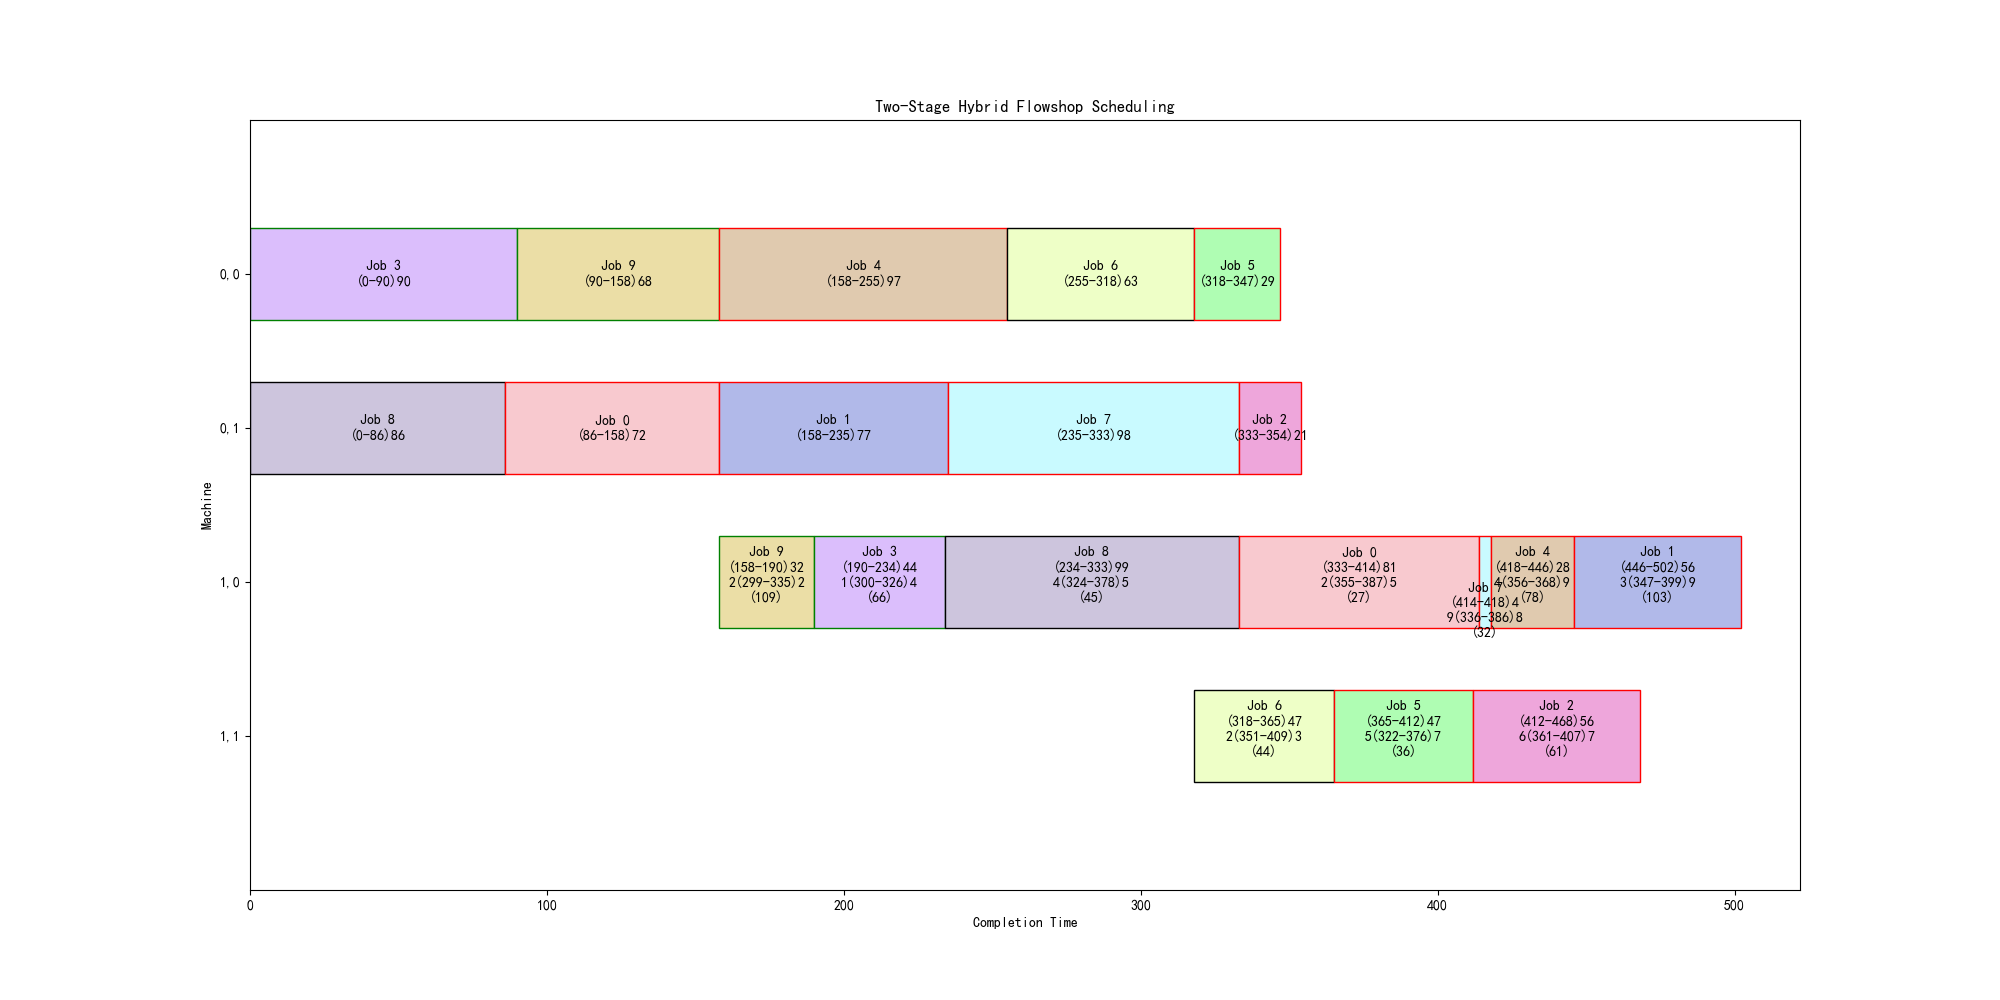 Two-Stage Hybrid Flowshop Scheduling
Machine
0,0
Job 3
(0-90)90
Job 9
(90-158)68
Job 4
(158-255)97
Job 6
(255-318)63
Job 5
(318-347)29
0,1
Job 8
(0-86)86
Job 0
(86-158)72
Job 1
(158-235)77
Job 7
(235-333)98
Job 2
(333-354)21
1,0
Job 9
(158-190)32
2(299-335)2
(109)
Job 3
(190-234)44
1(300-326)4
(66)
Job 8
(234-333)99
4(324-378)5
(45)
Job 0
(333-414)81
2(355-387)5
(27)
Job 7
(414-418)4
9(336-386)8
(32)
Job 4
(418-446)28
4(356-368)9
(78)
Job 1
(446-502)56
3(347-399)9
(103)
1,1
Job 6
(318-365)47
2(351-409)3
(44)
Job 5
(365-412)47
5(322-376)7
(36)
Job 2
(412-468)56
6(361-407)7
(61)
0
100
200
300
400
500
Completion Time